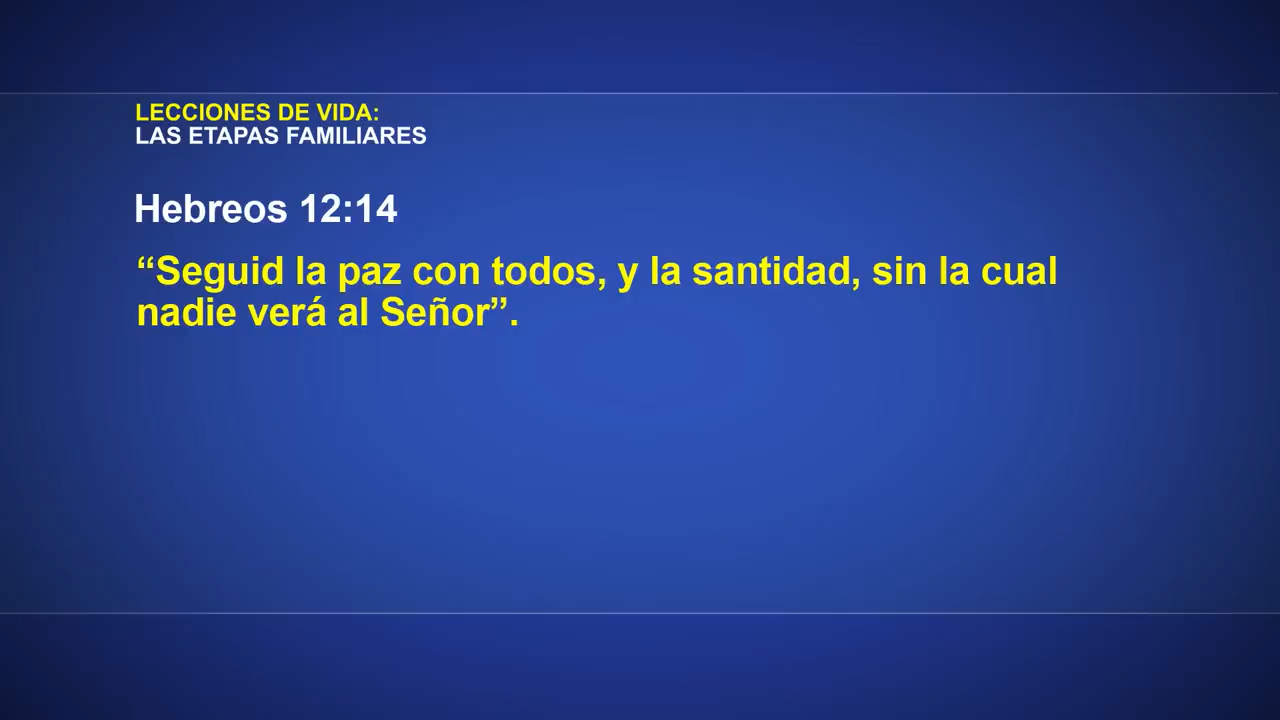 LECCIONES DE VIDA:
LAS ETAPAS FAMILIARES
Hebreos 12:14
“Seguid la paz con todos, y la santidad, sin la cual
nadie verá al Señor”.